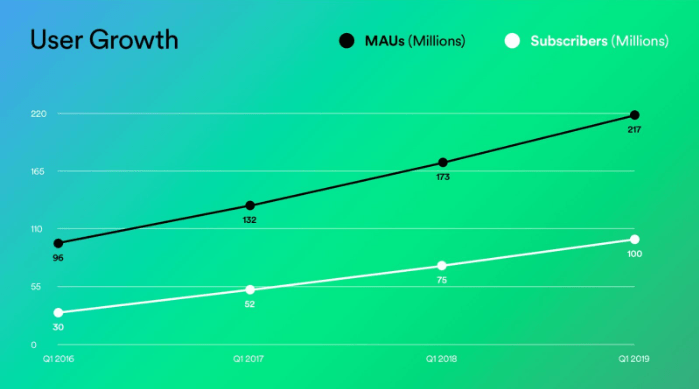 User Growth
MAUs (Millions)
Subscribers (Millions)
220
217
165
173
132
110
96
100
75
55
52
30
0
Q1 2016
Q1 2017
Q1 2018
Q1 2019